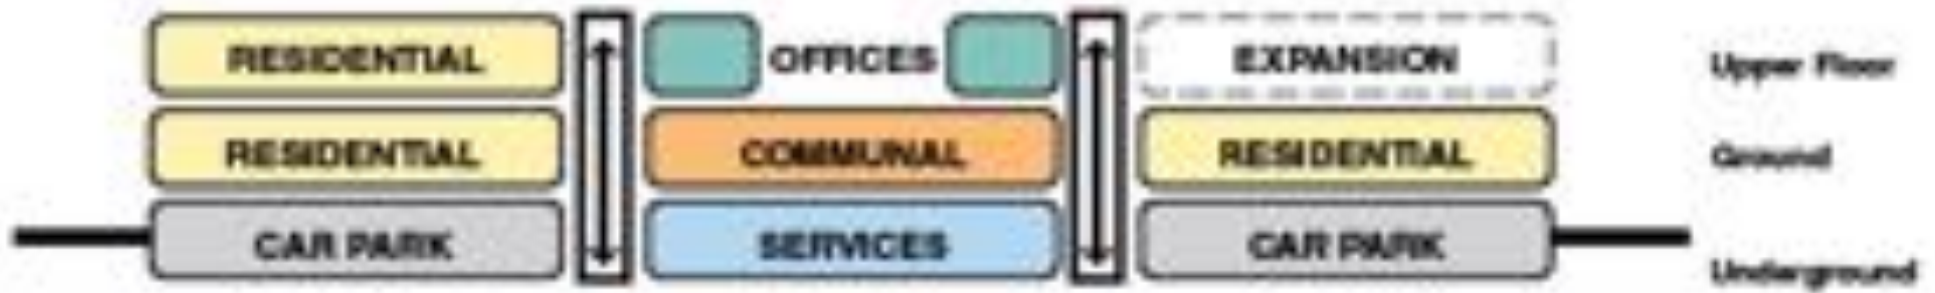 RESIDENTIAL OFFICES EXPANSION Upper Floor
RESIDENTIAL COMMUNAL RESIDENTIAL Ground
CAR PARK SERVICES CAR PARK
Underground